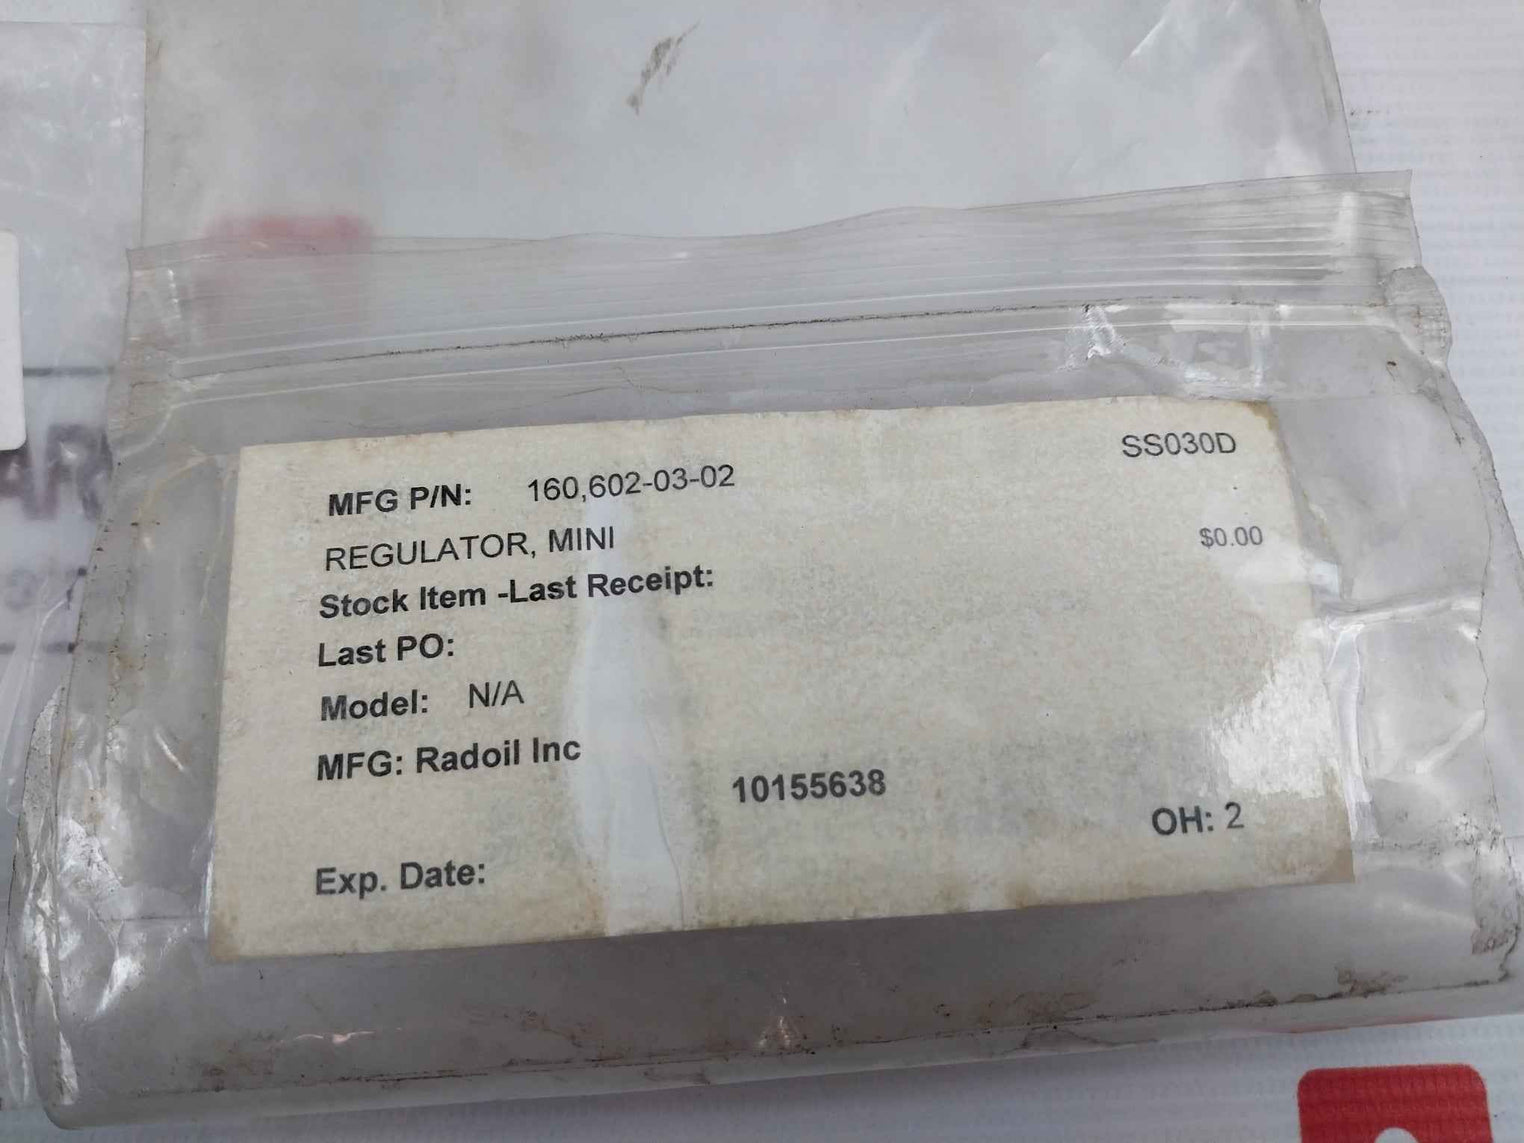 SS030D
MFG P/N: 160,602-03-02
REGULATOR, MINI
$0.00
Stock Item -Last Receipt:
Last PO:
Model: N/A
MFG: Radoil Inc
10155638
OH: 2
Exp. Date: